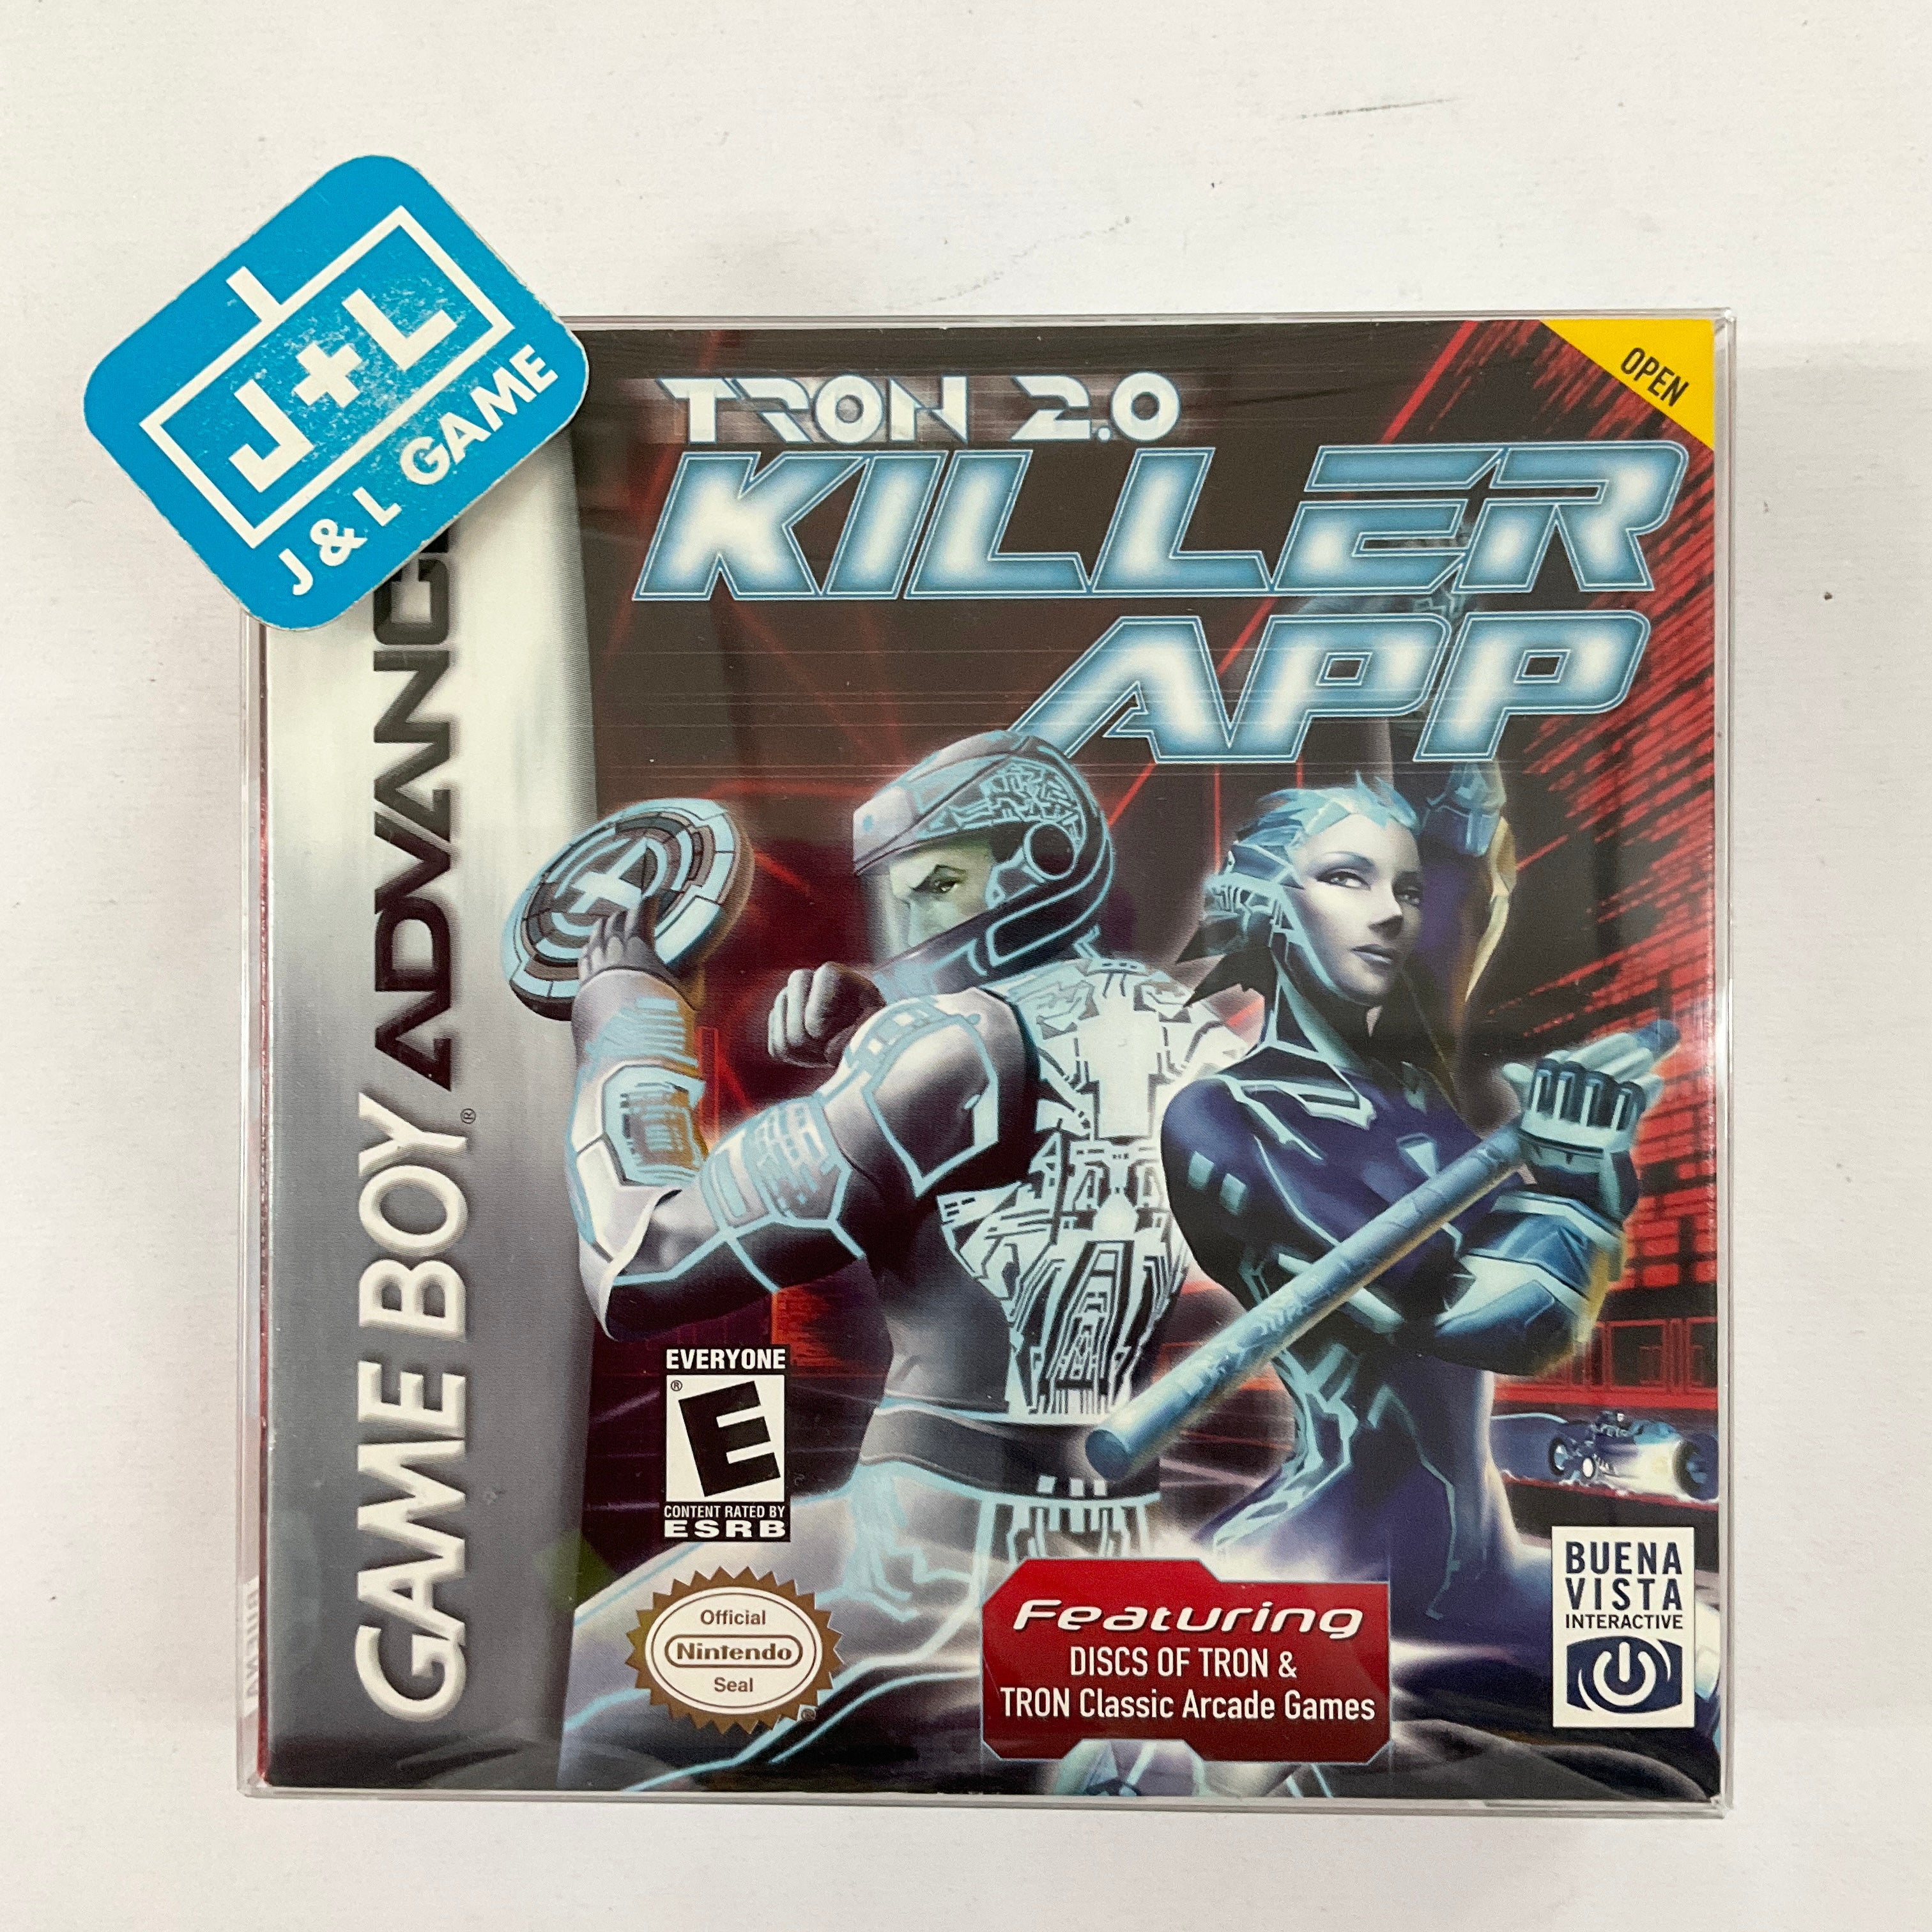 J+L
J & L GAME
OPEN
TRON 2.0
KILLER
APP
GAME BOY ADVANCE
®
EVERYONE
E
®
CONTENT RATED BY
ESRB
Official
Nintendo
Seal
®
Featuring
DISCS OF TRON &
TRON Classic Arcade Games
BUENA
VISTA
INTERACTIVE